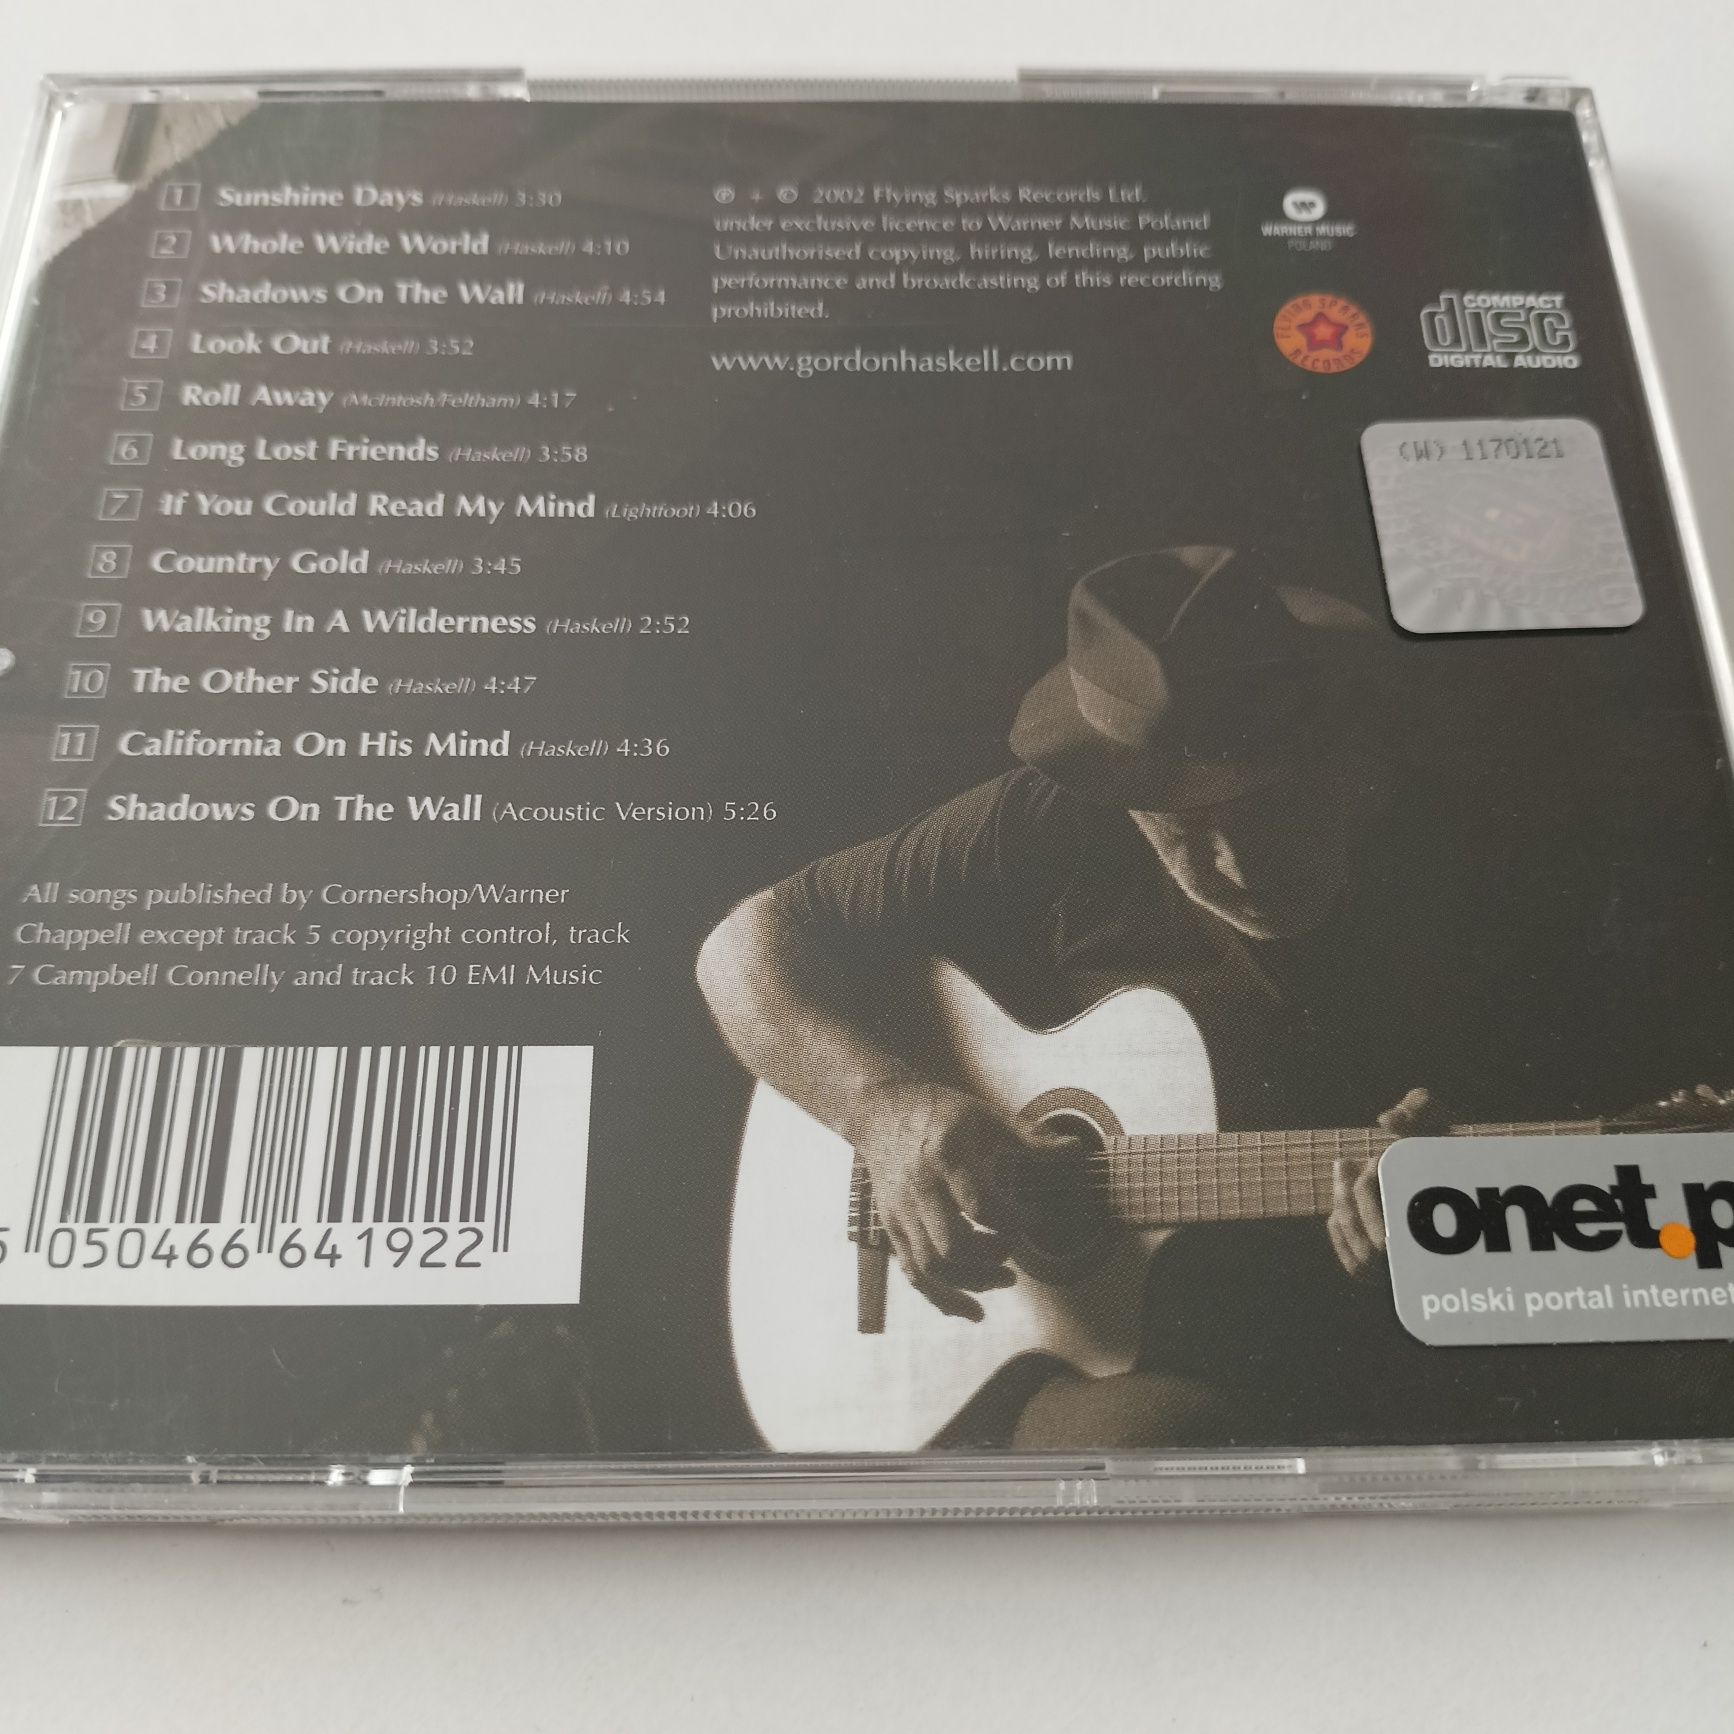 1 Sunshine Days (Haskell) 3:30
2 Whole Wide World (Haskell) 4:10
3 Shadows On The Wall (Haskell) 4:54
4 Look Out (Haskell) 3:52
5 Roll Away (McIntosh/Feltham) 4:17
6 Long Lost Friends (Haskell) 3:58
7 If You Could Read My Mind (Lightfoot) 4:06
8 Country Gold (Haskell) 3:45
9 Walking In A Wilderness (Haskell) 2:52
10 The Other Side (Haskell) 4:47
11 California On His Mind (Haskell) 4:36
12 Shadows On The Wall (Acoustic Version) 5:26
All songs published by Cornershop/Warner
Chappell except track 5 copyright control, track
7 Campbell Connelly and track 10 EMI Music
5 050466 641922
℗ + © 2002 Flying Sparks Records Ltd.
under exclusive licence to Warner Music Poland
Unauthorised copying, hiring, lending, public
performance and broadcasting of this recording
prohibited.
www.gordonhaskell.com
WARNER MUSIC
POLAND
FLYING SPARKS
RECORDS
COMPACT
disc
DIGITAL AUDIO
(W) 1170121
onet.p
polski portal internet